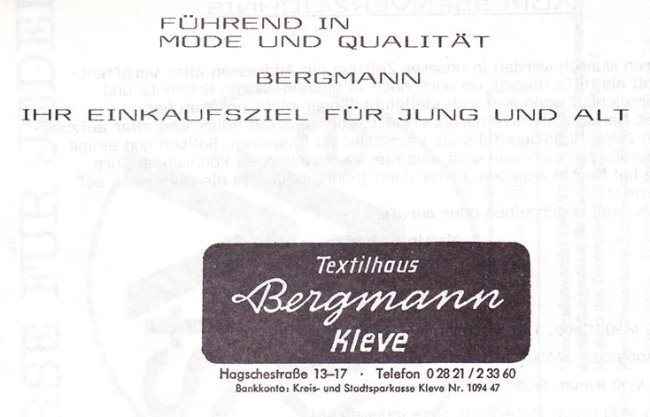 FÜHREND IN
MODE UND QUALITÄT
BERGMANN
IHR EINKAUFSZIEL FÜR JUNG UND ALT
Textilhaus
Bergmann
Kleve
Hagschestraße 13-17 · Telefon 0 28 21 / 2 33 60
Bankkonto: Kreis- und Stadtsparkasse Kleve Nr. 1094 47